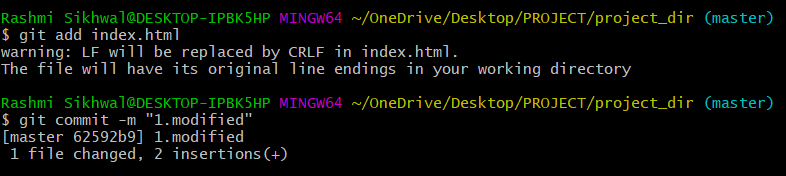 Rashmi Sikhwal@DESKTOP-IPBK5HP MINGW64 ~/OneDrive/Desktop/PROJECT/project_dir (master)
$ git add index.html
warning: LF will be replaced by CRLF in index.html.
The file will have its original line endings in your working directory
Rashmi Sikhwal@DESKTOP-IPBK5HP MINGW64 ~/OneDrive/Desktop/PROJECT/project_dir (master)
$ git commit -m "1.modified"
[master 62592b9] 1.modified
1 file changed, 2 insertions(+)